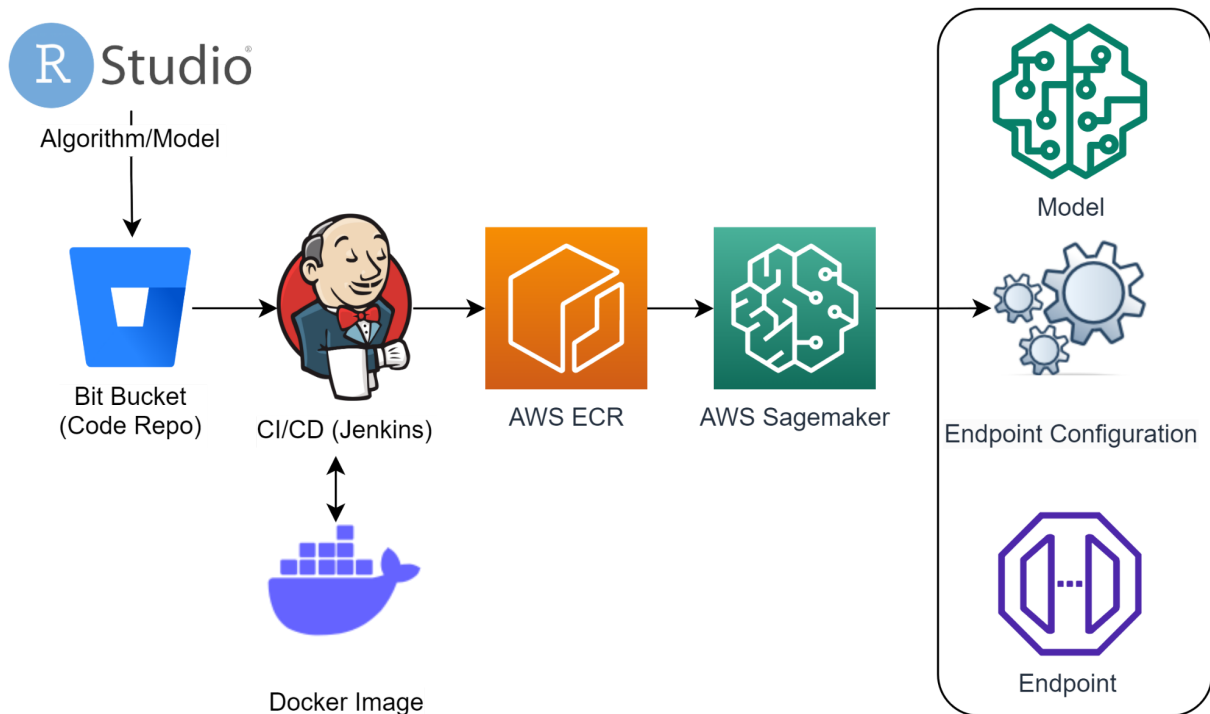 R Studio®
Algorithm/Model
Model
Bit Bucket
(Code Repo)
CI/CD (Jenkins)
AWS ECR
AWS Sagemaker
Endpoint Configuration
Docker Image
Endpoint